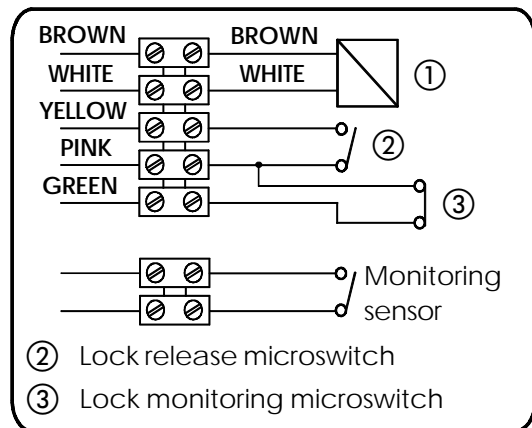 BROWN BROWN
WHITE WHITE
①
YELLOW
②
PINK
GREEN
③
Monitoring
sensor
② Lock release microswitch
③ Lock monitoring microswitch